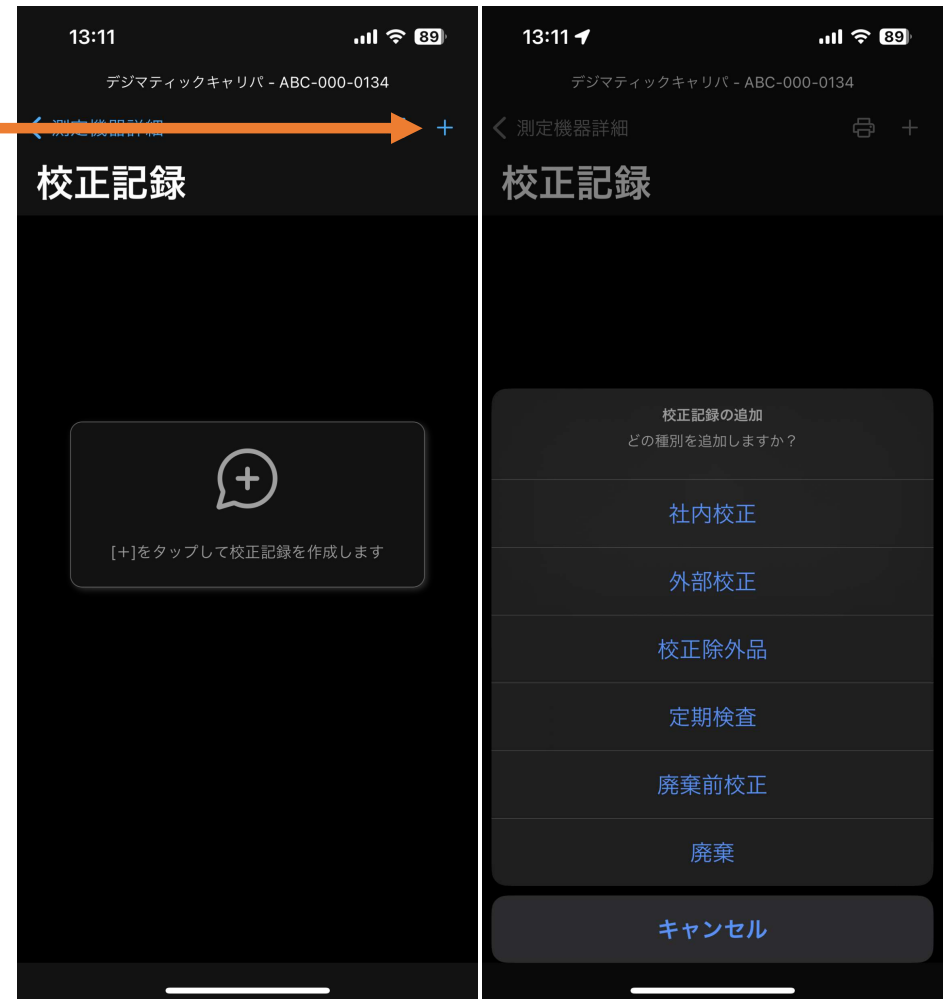 13:11
89
デジマティックキャリパ - ABC-000-0134
測定機器詳細
校正記録
[+]をタップして校正記録を作成します
13:11
89
デジマティックキャリパ - ABC-000-0134
測定機器詳細
校正記録
校正記録の追加
どの種別を追加しますか？
社内校正
外部校正
校正除外品
定期検査
廃棄前校正
廃棄
キャンセル